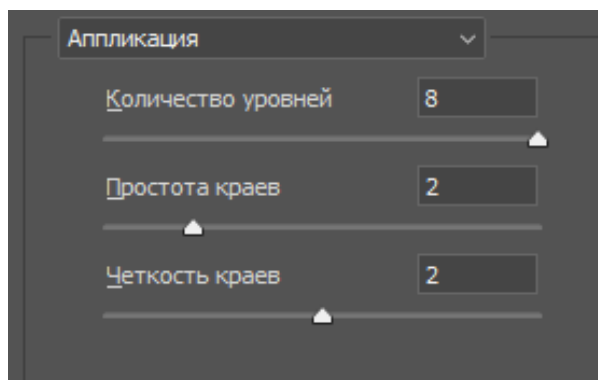 Аппликация
Количество уровней 8
Простота краев 2
Четкость краев 2